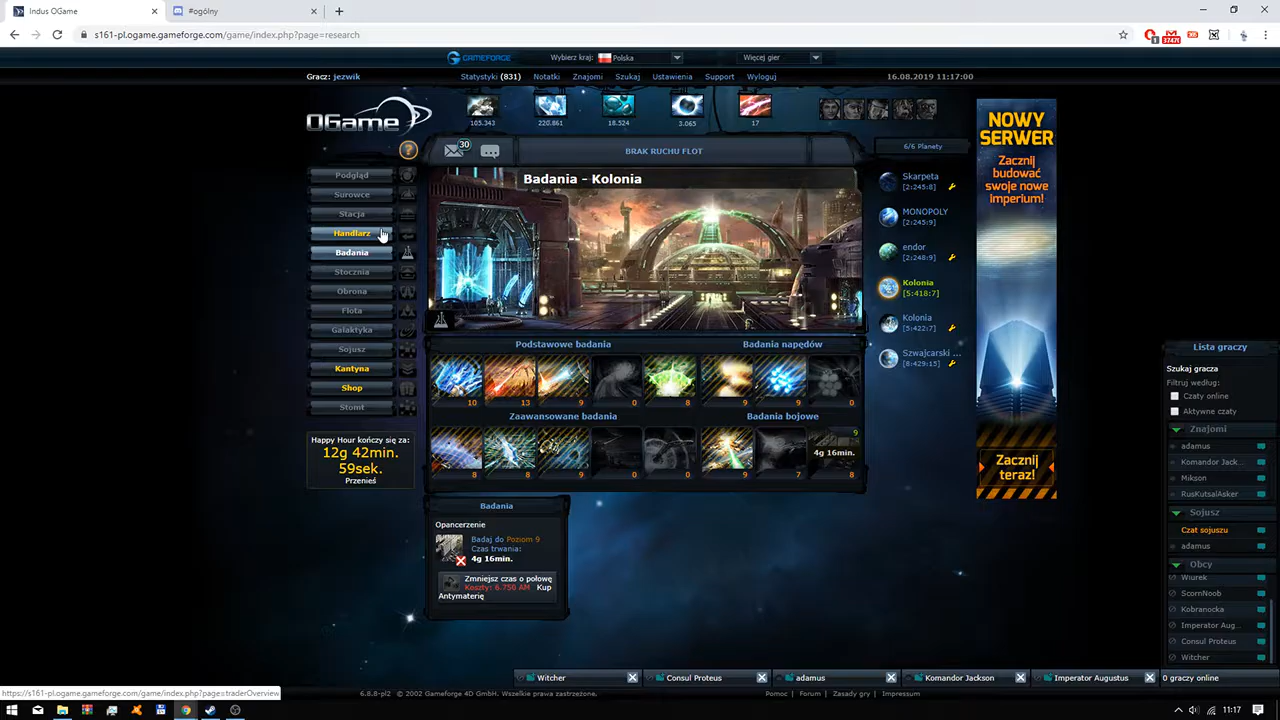 Indus OGame
#ogólny
s161-pl.ogame.gameforge.com/game/index.php?page=research
GAMEFORGE
Wybierz kraj:
Polska
Więcej gier
Gracz: jezwik
Statystyki (831)
Notatki
Znajomi
Szukaj
Ustawienia
Support
Wyloguj
16.08.2019 11:17:00
OGame
105.343
220.861
18.524
3.065
17
30
BRAK RUCHU FLOT
6/6 Planety
Podgląd
Surowce
Stacja
Handlarz
Badania
Stocznia
Obrona
Flota
Galaktyka
Sojusz
Kantyna
Shop
Stomt
Happy Hour kończy się za:
12g 42min.
59sek.
Przenieś
Badania - Kolonia
Podstawowe badania
Badania napędów
10
13
9
0
8
9
9
0
Zaawansowane badania
Badania bojowe
9
4g 16min.
8
8
9
0
0
9
7
8
Badania
Opancerzenie
Badaj do Poziom 9
Czas trwania:
4g 16min.
Zmniejsz czas o połowę
Koszty: 6.750 AM Kup
Antymaterię
Skarpeta
[2:245:8]
MONOPOLY
[2:245:9]
endor
[2:248:9]
Kolonia
[5:418:7]
Kolonia
[5:422:7]
Szwajcarski ...
[8:429:15]
NOWY
SERWER
Zacznij
budować
swoje nowe
imperium!
Zacznij
teraz!
Lista graczy
Szukaj gracza
Filtruj według:
Czaty online
Aktywne czaty
Znajomi
adamus
Komandor Jack...
Mikson
RusKutsalAsker
Sojusz
Czat sojuszu
adamus
Obcy
Wiurek
ScornNoob
Kobranocka
Imperator Aug...
Consul Proteus
Witcher
Witcher
Consul Proteus
adamus
Komandor Jackson
Imperator Augustus
0 graczy online
https://s161-pl.ogame.gameforge.com/game/index.php?page=traderOverview
6.8.8-pl2
© 2002 Gameforge 4D GmbH. Wszelkie prawa zastrzeżone.
Pomoc
Forum
Zasady gry
Impressum
11:17